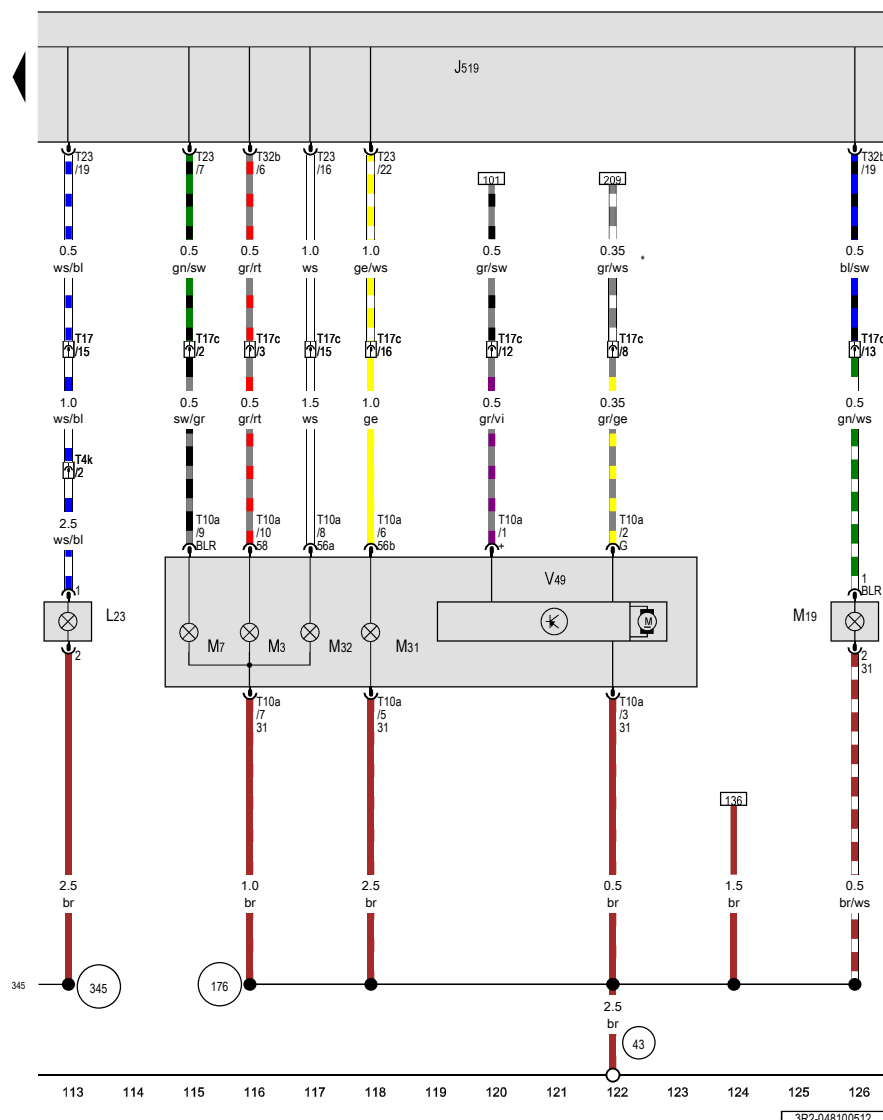 J519
T23
/19
T23
/7
T32b
/6
T23
/16
T23
/22
T32b
/19
101
209
0.5
ws/bl
0.5
gn/sw
0.5
gr/rt
1.0
ws
1.0
ge/ws
0.5
gr/sw
0.35
gr/ws
*
0.5
bl/sw
T17
/15
T17c
/2
T17c
/3
T17c
/15
T17c
/16
T17c
/12
T17c
/8
T17c
/13
1.0
ws/bl
0.5
sw/gr
0.5
gr/rt
1.5
ws
1.0
ge
0.5
gr/vi
0.35
gr/ge
0.5
gn/ws
T4k
/2
2.5
ws/bl
T10a
/9
BLR
T10a
/10
58
T10a
/8
56a
T10a
/6
56b
T10a
/1
+
T10a
/2
G
1
1
BLR
V49
L23
M7
M3
M32
M31
M
M19
2
2
31
T10a
/7
31
T10a
/5
31
T10a
/3
31
136
2.5
br
1.0
br
2.5
br
0.5
br
1.5
br
0.5
br/ws
345
345
176
2.5
br
43
113 114 115 116 117 118 119 120 121 122 123 124 125 126
3R2-048100512